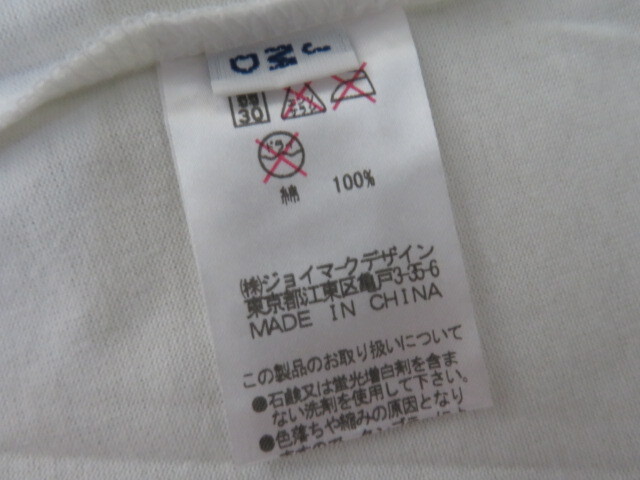 30
ドライ
綿 100%
(株)ジョイマークデザイン
東京都江東区亀戸3-35-6
MADE IN CHINA
この製品のお取り扱いについて
●石鹸又は蛍光増白剤を含ま
ない洗剤を使用して下さい。
●色落ちや縮みの原因となり